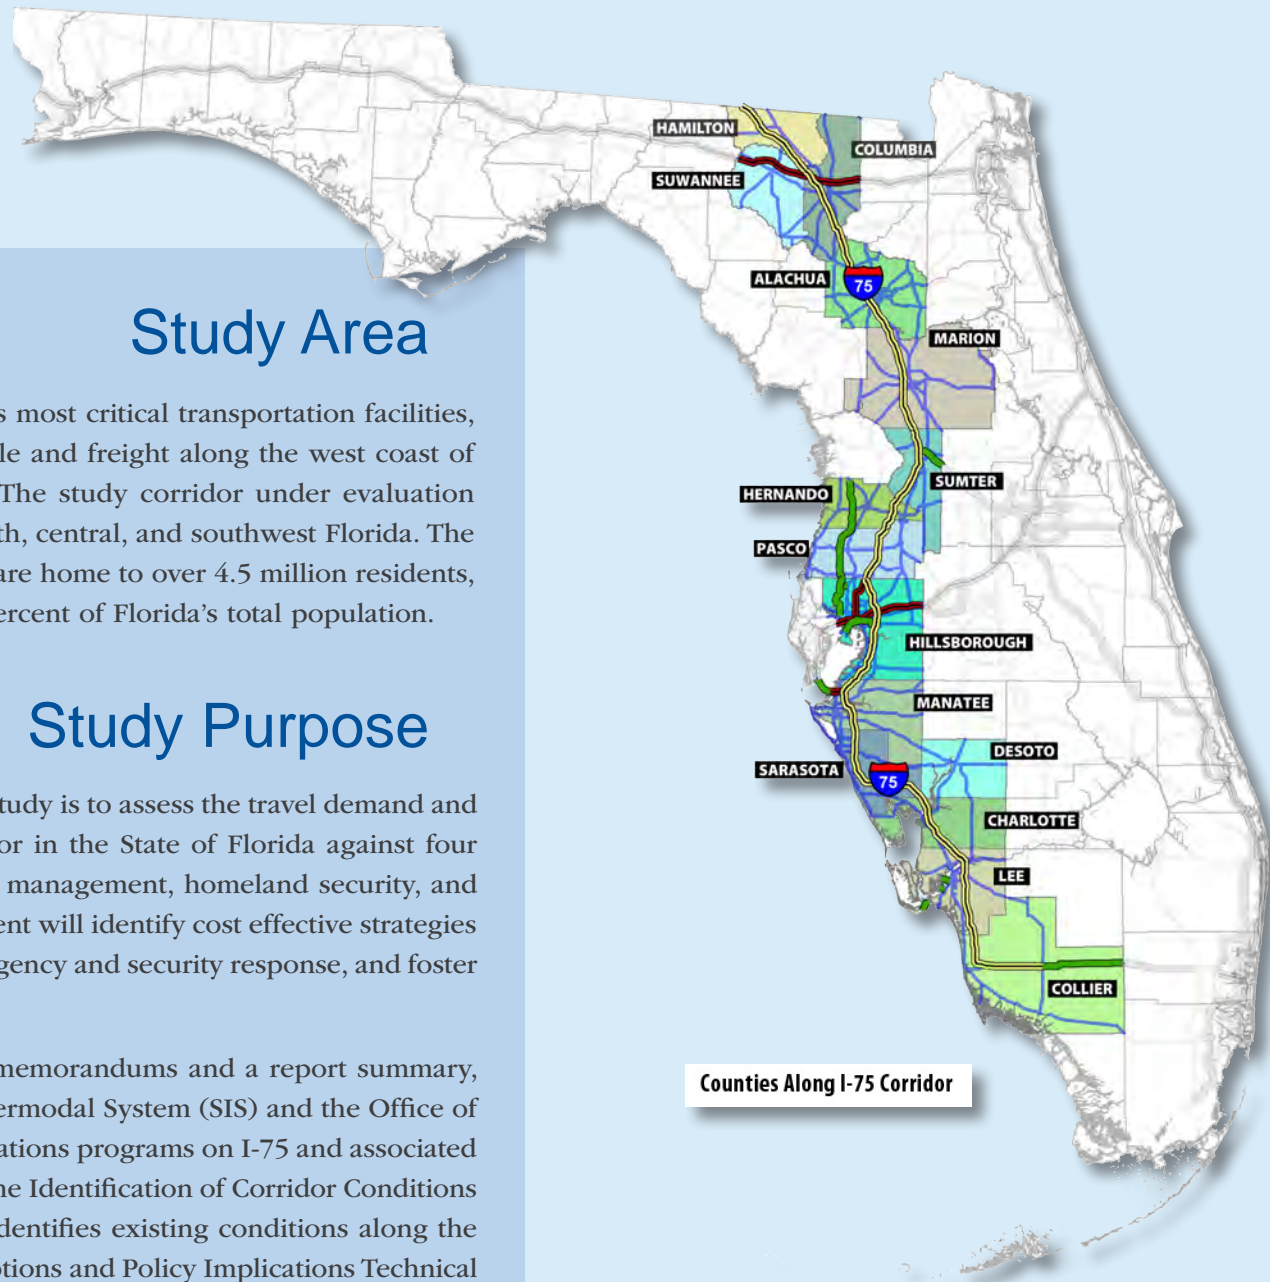 Study Area
s most critical transportation facilities,
le and freight along the west coast of
The study corridor under evaluation
th, central, and southwest Florida. The
are home to over 4.5 million residents,
ercent of Florida's total population.
Study Purpose
tudy is to assess the travel demand and
or in the State of Florida against four
management, homeland security, and
ent will identify cost effective strategies
gency and security response, and foster
memorandums and a report summary,
ermodal System (SIS) and the Office of
ations programs on I-75 and associated
he Identification of Corridor Conditions
dentifies existing conditions along the
ptions and Policy Implications Technical
HAMILTON
COLUMBIA
SUWANNEE
ALACHUA
75
MARION
SUMTER
HERNANDO
PASCO
HILLSBOROUGH
MANATEE
DESOTO
SARASOTA
75
CHARLOTTE
LEE
COLLIER
Counties Along I-75 Corridor